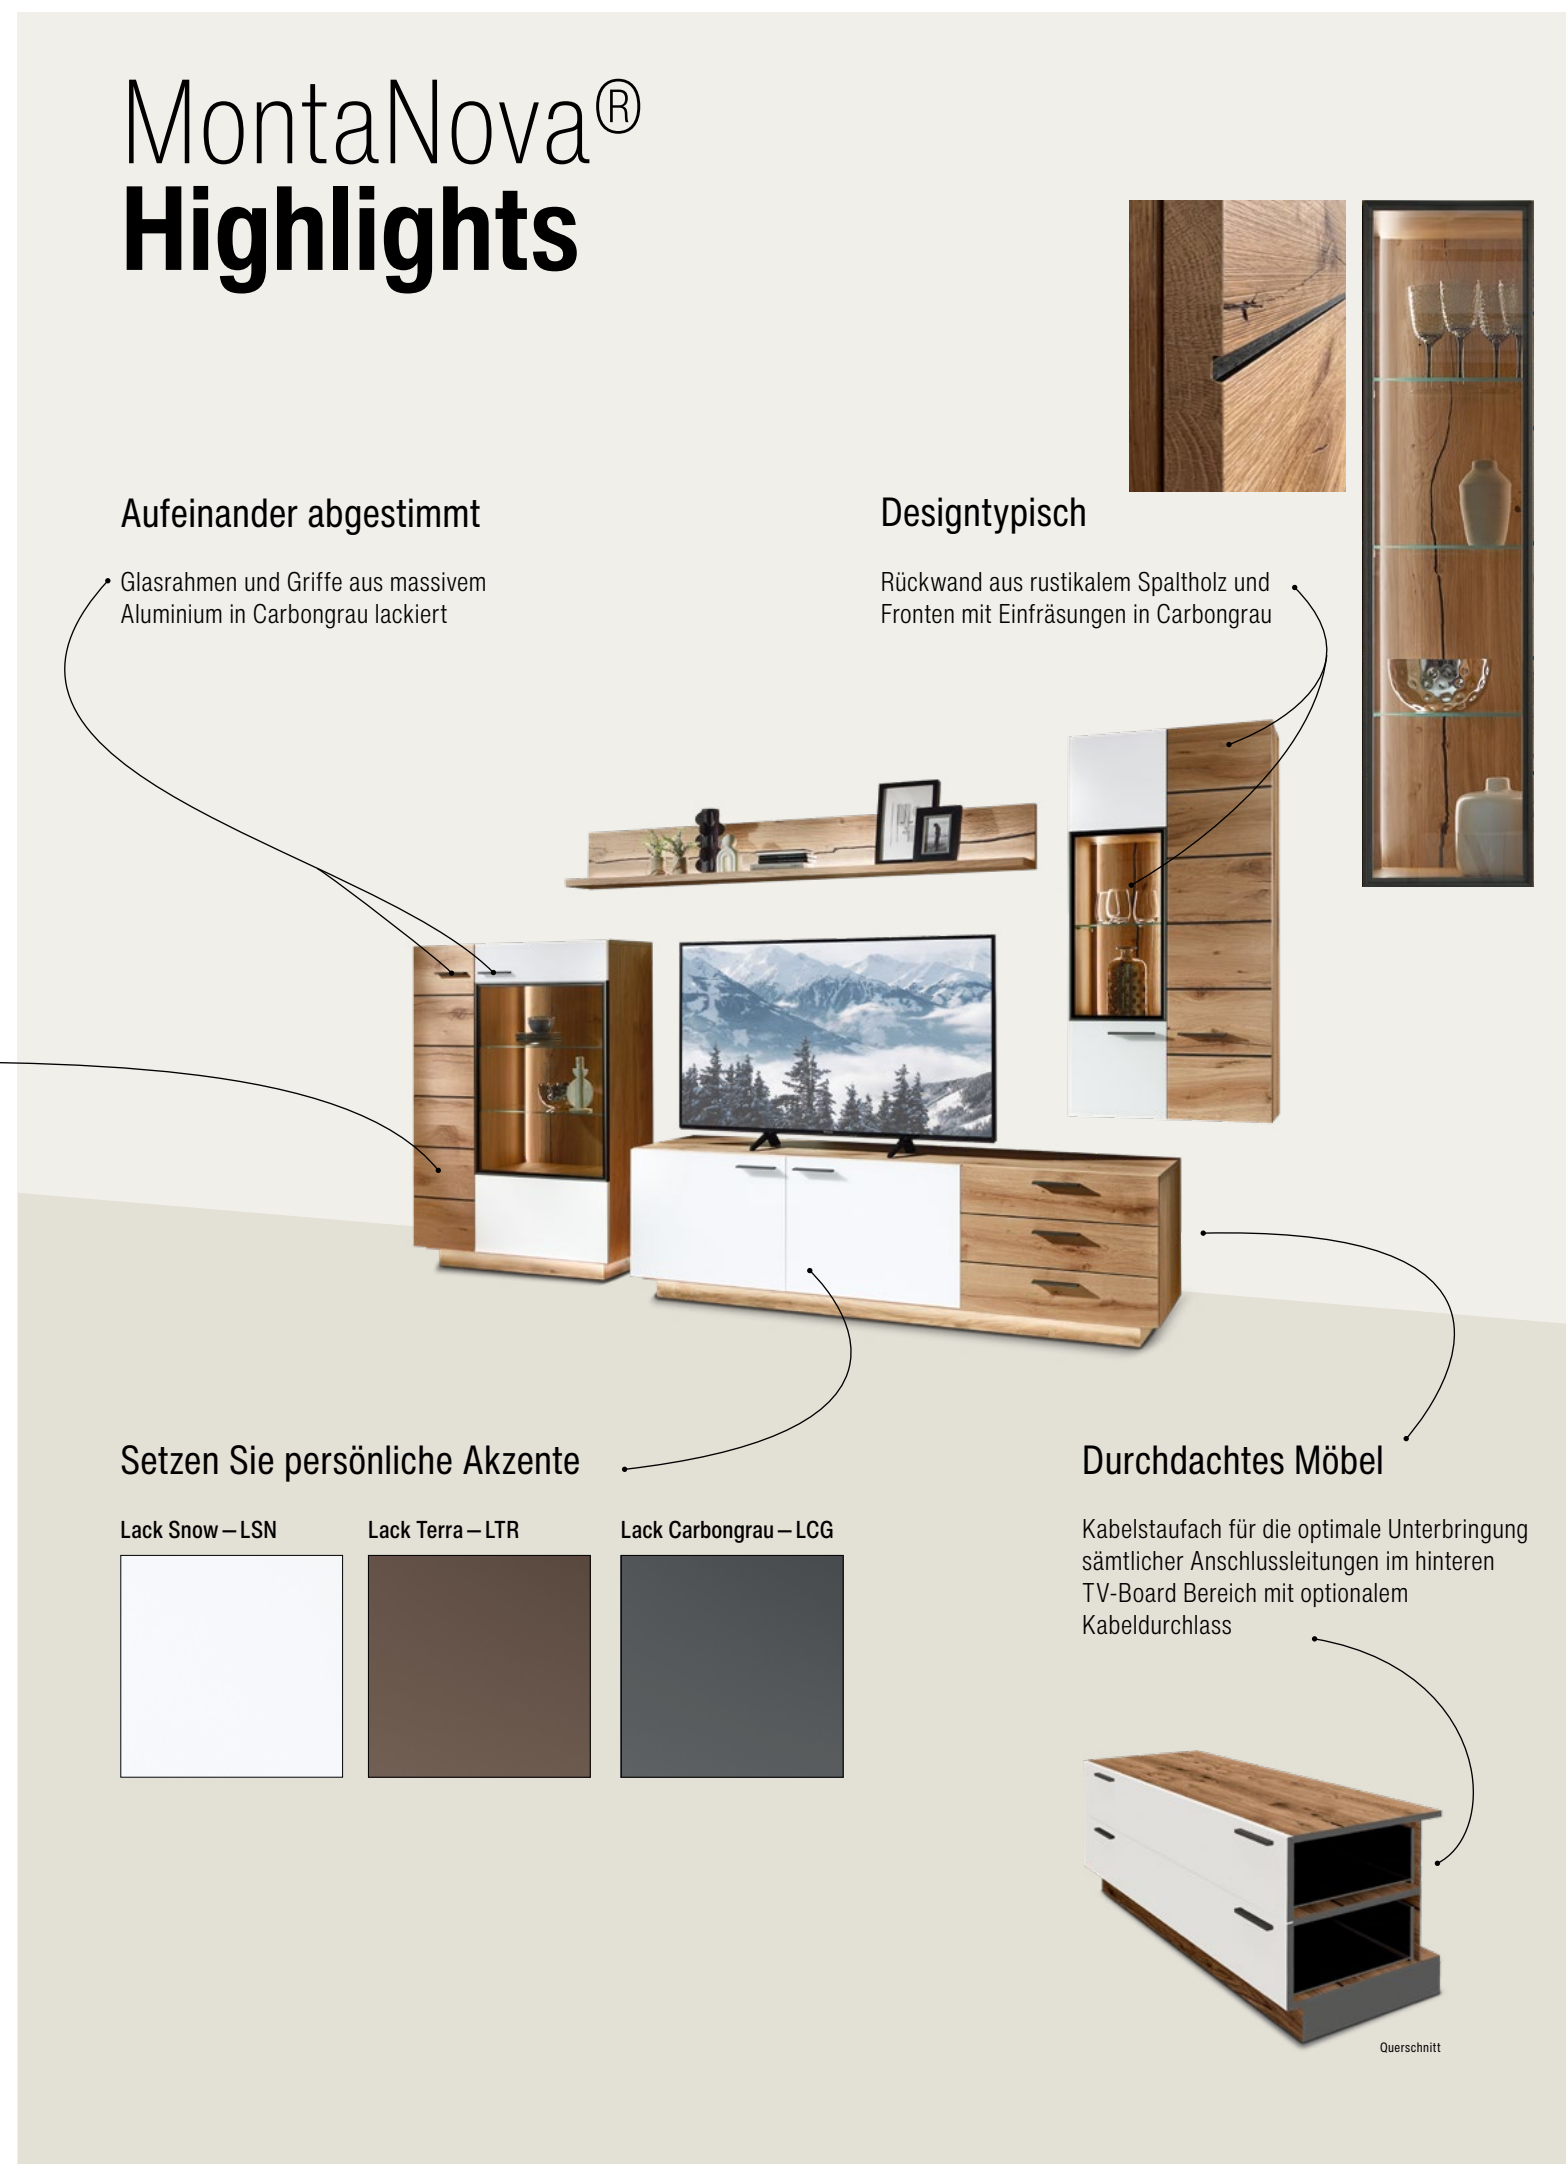 MontaNova®
Highlights
Aufeinander abgestimmt
Glasrahmen und Griffe aus massivem
Aluminium in Carbongrau lackiert
Designtypisch
Rückwand aus rustikalem Spaltholz und
Fronten mit Einfräsungen in Carbongrau
Setzen Sie persönliche Akzente
Lack Snow – LSN
Lack Terra – LTR
Lack Carbongrau – LCG
Durchdachtes Möbel
Kabelstaufach für die optimale Unterbringung
sämtlicher Anschlussleitungen im hinteren
TV-Board Bereich mit optionalem
Kabeldurchlass
Querschnitt